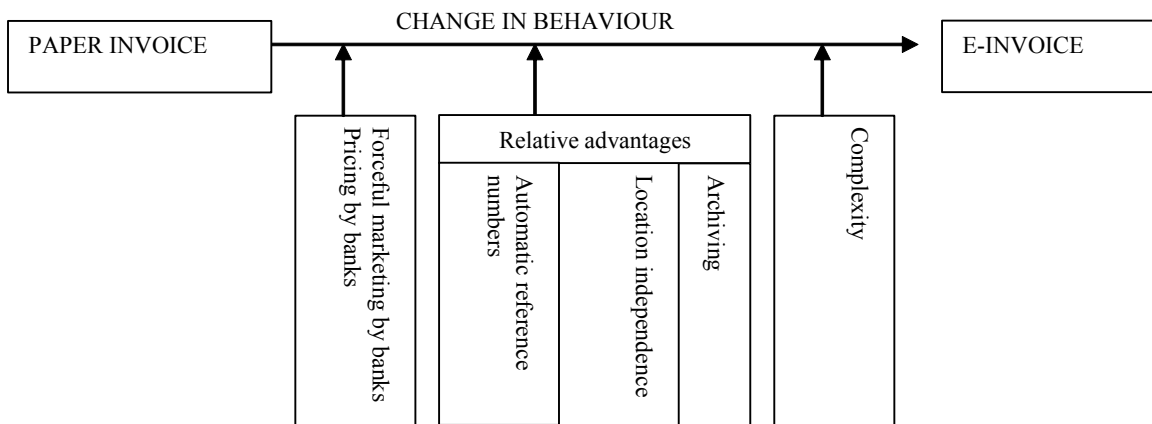 CHANGE IN BEHAVIOUR
PAPER INVOICE
E-INVOICE
Forceful marketing by banks
Pricing by banks
Relative advantages
Automatic reference
numbers
Location independence
Archiving
Complexity